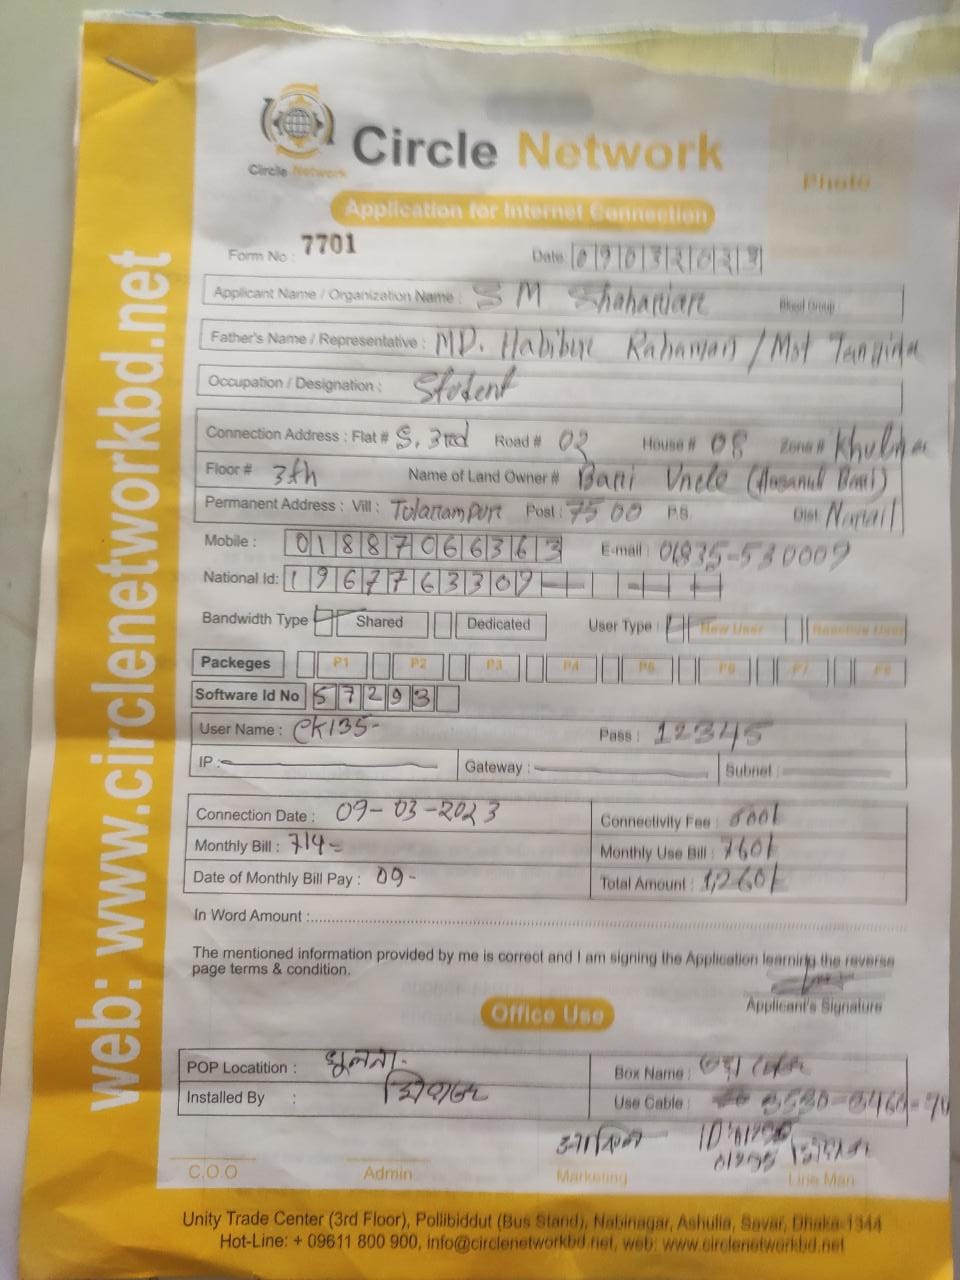 Circle Network
Circle Network
Photo
Application for Internet Connection
Form No : 7701
Date 09032023
Applicant Name / Organization Name : S M Shahariar Blood Group :
Father's Name / Representative : MD. Habibur Rahaman / Mst
Occupation / Designation : Student
Connection Address : Flat # S. 3rd Road # 02 House # 08 Zone # Khulna
Floor # 3th Name of Land Owner # Bari Uncle (Hasanul Bari)
Permanent Address : Vill : Tularampur Post : 7500 P.S. Dist Narail
Mobile : 01887066363 E-mail : 01835-530009
National Id: 1967763309
Bandwidth Type Shared Dedicated User Type : New User Reactive User
Packeges P1 P2 P3 P4 P5 P6 P7 P8
Software Id No 57293
User Name : CK135- Pass : 12345
IP : Gateway : Subnet :
Connection Date : 09-03-2023 Connectivity Fee : 500/-
Monthly Bill : 714= Monthly Use Bill : 760/-
Date of Monthly Bill Pay : 09- Total Amount : 1,260/-
In Word Amount :
The mentioned information provided by me is correct and I am signing the Application learning the reverse
page terms & condition.
Applicant's Signature
Office Use
POP Locatition : খুলনা- Box Name :
Installed By : Use Cable :
C.O.O Admin Marketing Line Man
Unity Trade Center (3rd Floor), Pollibiddut (Bus Stand), Nabinagar, Ashulia, Savar, Dhaka-1344
Hot-Line: + 09611 800 900, info@circlenetworkbd.net, web: www.circlenetworkbd.net
web: www.circlenetworkbd.net